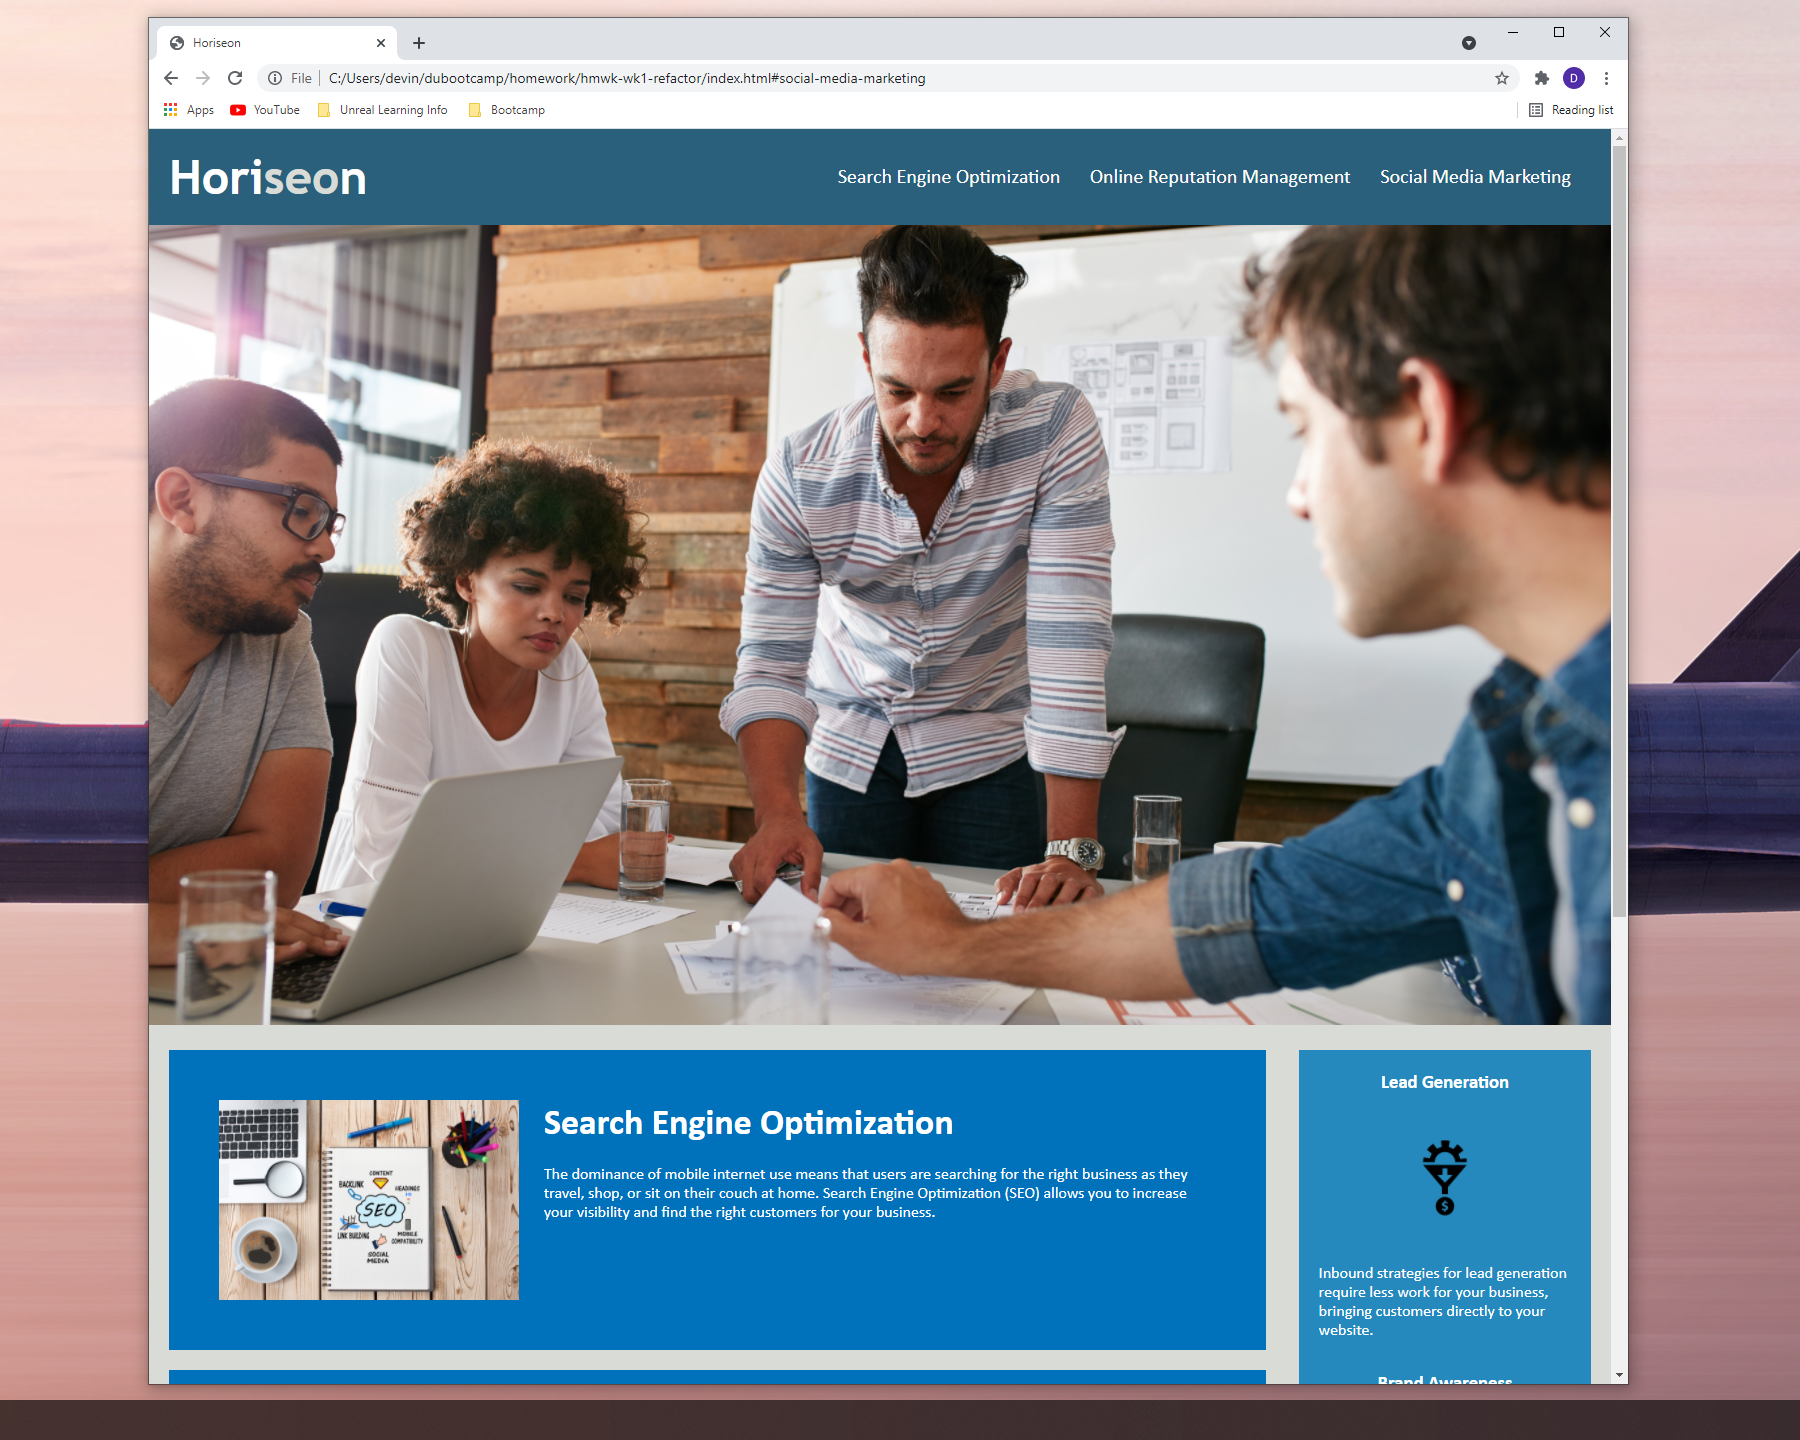 Horiseon
File
C:/Users/devin/dubootcamp/homework/hmwk-wk1-refactor/index.html#social-media-marketing
D
Apps
YouTube
Unreal Learning Info
Bootcamp
Reading list
Horiseon
Search Engine Optimization
Online Reputation Management
Social Media Marketing
CONTENT
BACKLINK
HEADINGS
SEO
LINK BUILDING
MOBILE
COMPATIBILITY
SOCIAL
MEDIA
Search Engine Optimization
The dominance of mobile internet use means that users are searching for the right business as they
travel, shop, or sit on their couch at home. Search Engine Optimization (SEO) allows you to increase
your visibility and find the right customers for your business.
Lead Generation
$
Inbound strategies for lead generation
require less work for your business,
bringing customers directly to your
website.
Brand Awareness